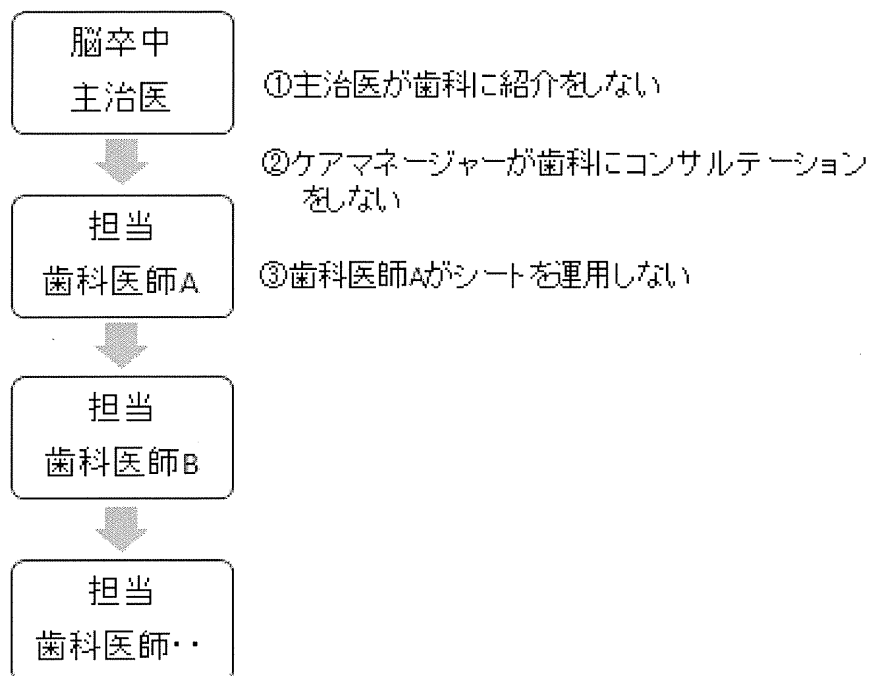 脳卒中
主治医
①主治医が歯科に紹介をしない
②ケアマネージャーが歯科にコンサルテーション
をしない
担当
歯科医師A
③歯科医師Aがシートを運用しない
担当
歯科医師B
担当
歯科医師・・